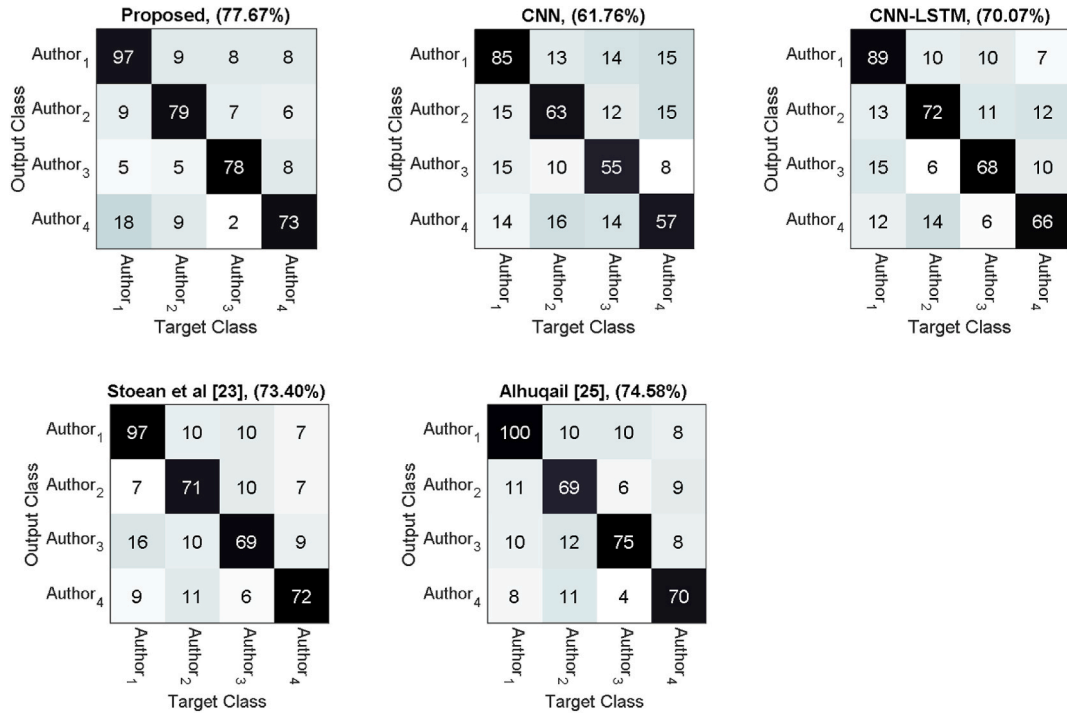 Proposed, (77.67%)
Output Class
Author1 97 9 8 8
Author2 9 79 7 6
Author3 5 5 78 8
Author4 18 9 2 73
Author1 Author2 Author3 Author4
Target Class
CNN, (61.76%)
Output Class
Author1 85 13 14 15
Author2 15 63 12 15
Author3 15 10 55 8
Author4 14 16 14 57
Author1 Author2 Author3 Author4
Target Class
CNN-LSTM, (70.07%)
Output Class
Author1 89 10 10 7
Author2 13 72 11 12
Author3 15 6 68 10
Author4 12 14 6 66
Author1 Author2 Author3 Author4
Target Class
Stoean et al [23], (73.40%)
Output Class
Author1 97 10 10 7
Author2 7 71 10 7
Author3 16 10 69 9
Author4 9 11 6 72
Author1 Author2 Author3 Author4
Target Class
Alhuqail [25], (74.58%)
Output Class
Author1 100 10 10 8
Author2 11 69 6 9
Author3 10 12 75 8
Author4 8 11 4 70
Author1 Author2 Author3 Author4
Target Class